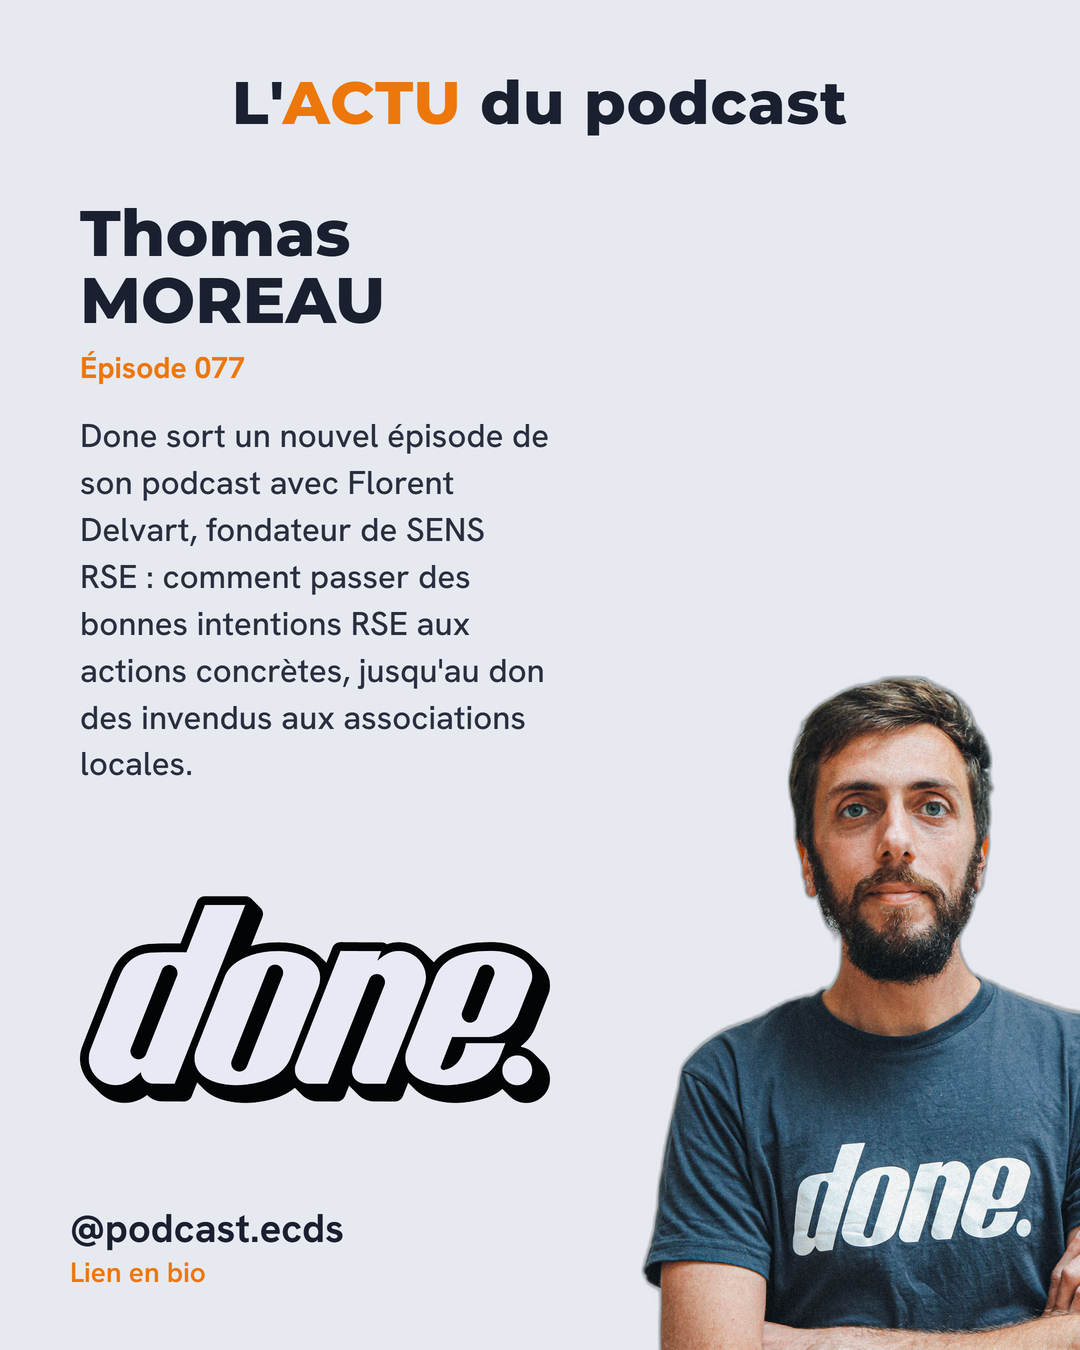 L'ACTU du podcast
Thomas
MOREAU
Épisode 077
Done sort un nouvel épisode de
son podcast avec Florent
Delvart, fondateur de SENS
RSE : comment passer des
bonnes intentions RSE aux
actions concrètes, jusqu'au don
des invendus aux associations
locales.
done.
done.
@podcast.ecds
Lien en bio